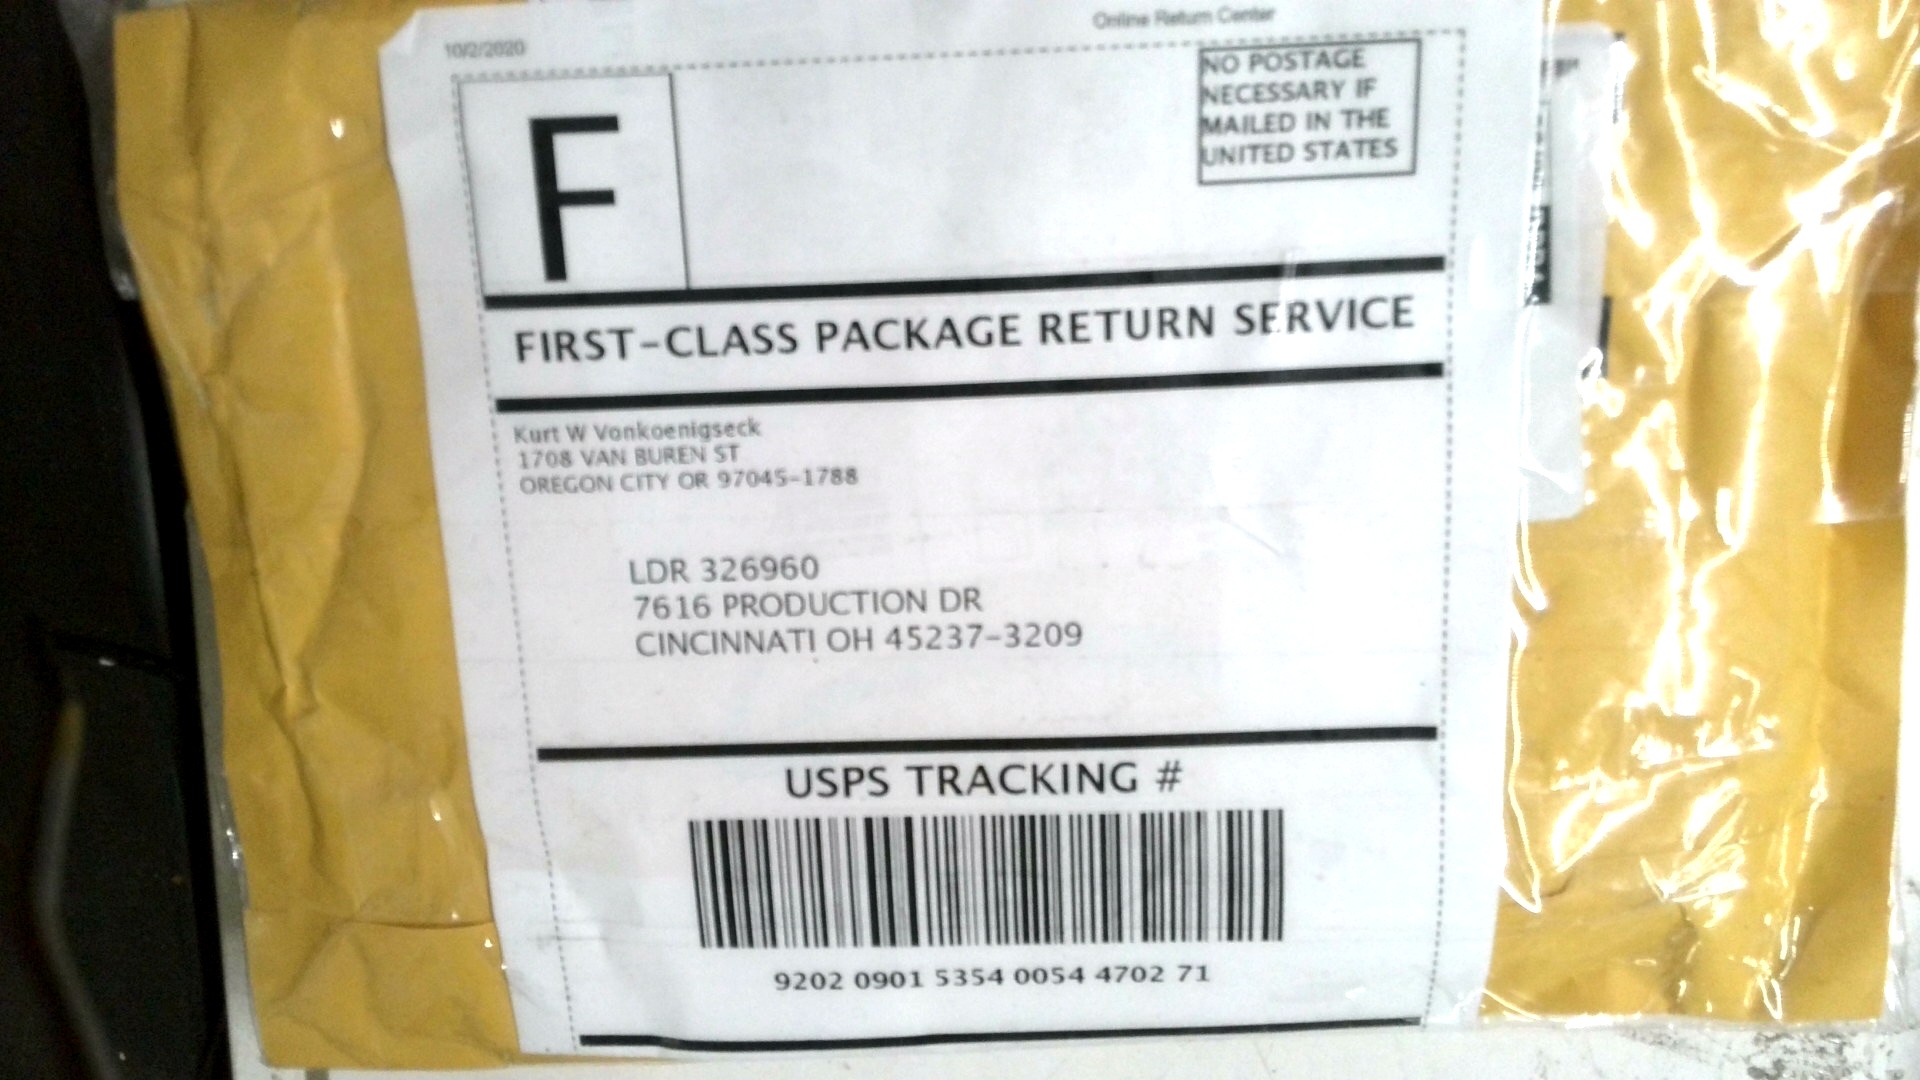 10/2/2020
Online Return Center
F
NO POSTAGE
NECESSARY IF
MAILED IN THE
UNITED STATES
FIRST-CLASS PACKAGE RETURN SERVICE
Kurt W Vonkoenigseck
1708 VAN BUREN ST
OREGON CITY OR 97045-1788
LDR 326960
7616 PRODUCTION DR
CINCINNATI OH 45237-3209
USPS TRACKING #
9202 0901 5354 0054 4702 71